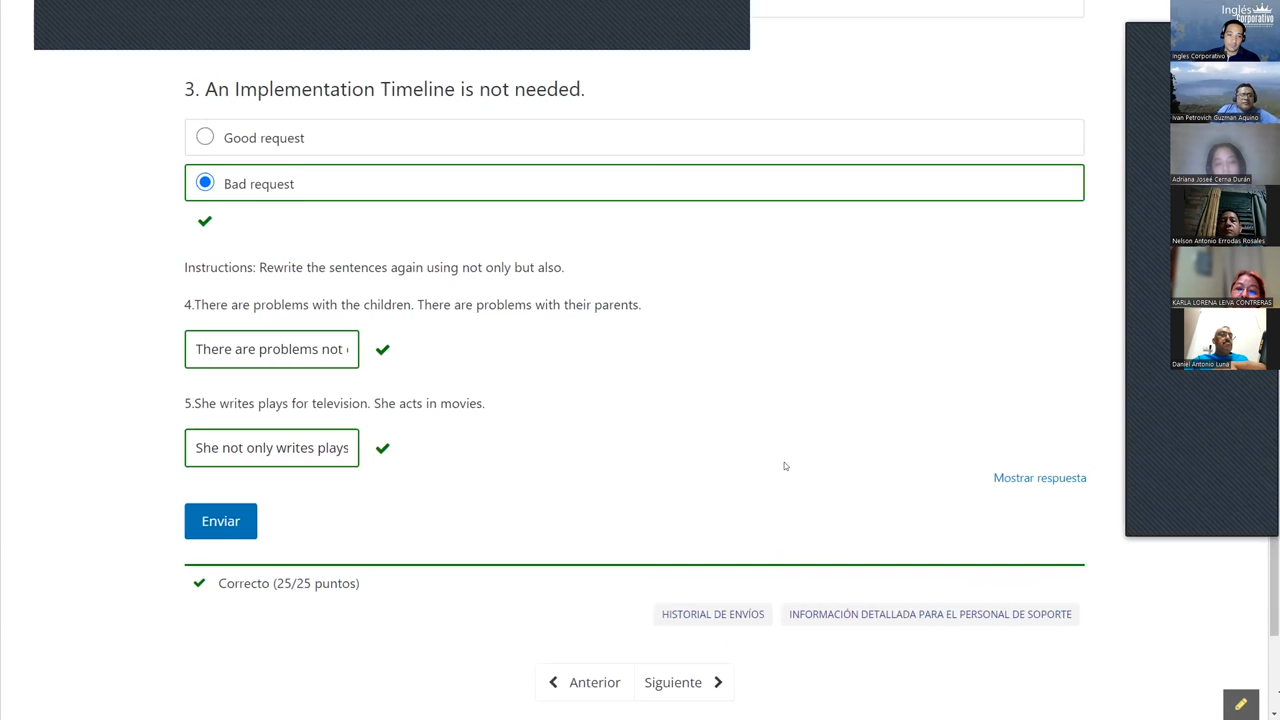 3. An Implementation Timeline is not needed.
Good request
Bad request
Instructions: Rewrite the sentences again using not only but also.
4.There are problems with the children. There are problems with their parents.
There are problems not
5.She writes plays for television. She acts in movies.
She not only writes plays
Mostrar respuesta
Enviar
Correcto (25/25 puntos)
HISTORIAL DE ENVÍOS
INFORMACIÓN DETALLADA PARA EL PERSONAL DE SOPORTE
Anterior
Siguiente
Inglés
Corporativo
Ingles Corporativo
Ivan Petrovich Guzman Aquino
Adriana Joseé Cerna Durán
Nelson Antonio Errodas Rosales
KARLA LORENA LEIVA CONTRERAS
Daniel Antonio Luna